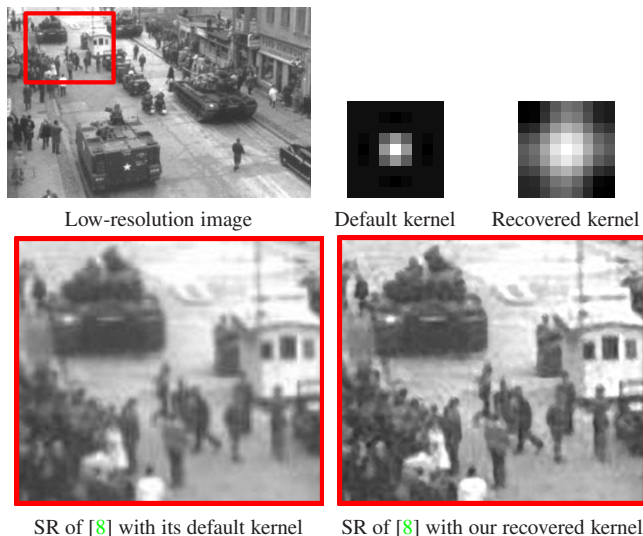 Low-resolution image
Default kernel
Recovered kernel
SR of [8] with its default kernel
SR of [8] with our recovered kernel